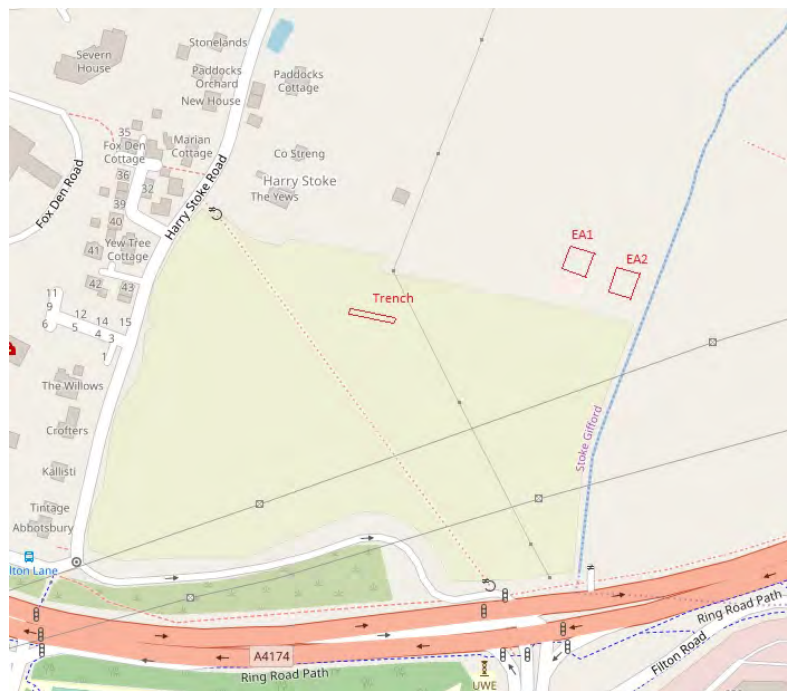 Stonelands
Severn
House
Paddocks
Orchard
Paddocks
Cottage
New House
35
Fox Den
Cottage
Marian
Cottage
Co Streng
36
32
Harry Stoke
The Yews
39
40
Fox Den Road
Harry Stoke Road
Yew Tree
Cottage
41
42
43
EA1
EA2
11
9
6
12
5
14
4
15
3
1
Trench
The Willows
Crofters
Kallisti
Stoke Gifford
Tintage
Abbotsbury
lton Lane
A4174
Ring Road Path
Ring Road Path
Filton Road
UWE